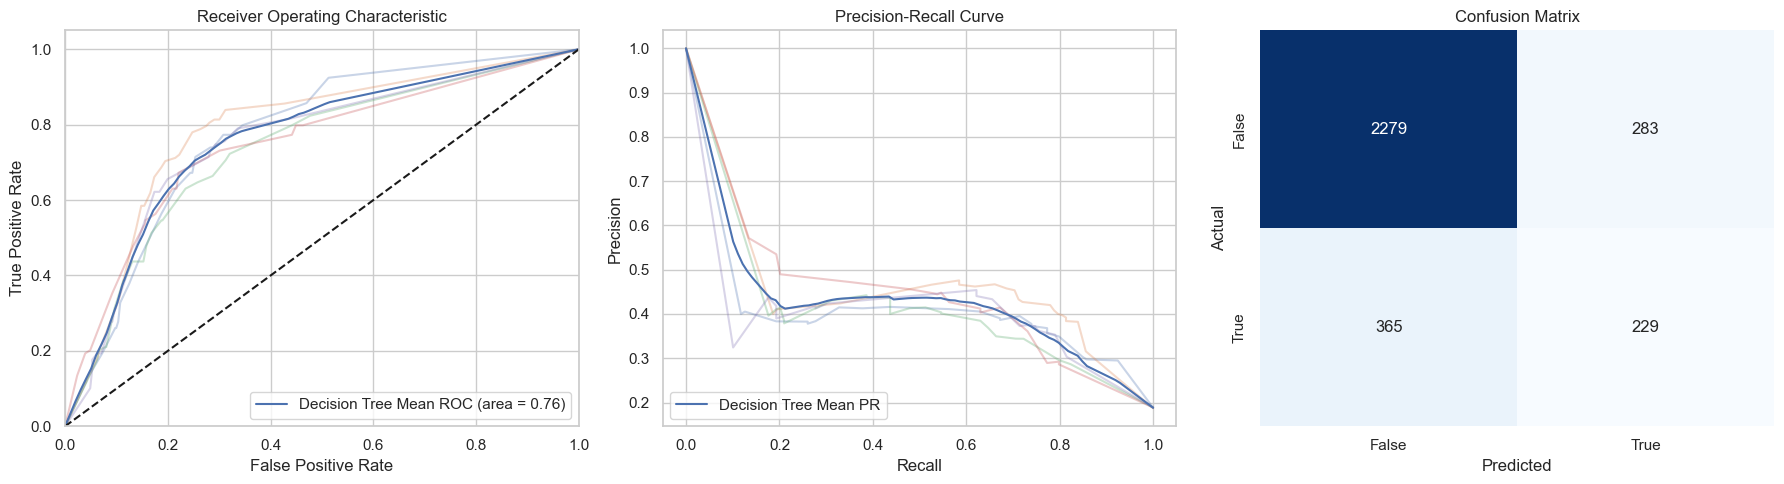 Receiver Operating Characteristic
1.0
0.8
0.6
0.4
0.2
0.0
True Positive Rate
0.0 0.2 0.4 0.6 0.8 1.0
False Positive Rate
Decision Tree Mean ROC (area = 0.76)
Precision-Recall Curve
1.0
0.9
0.8
0.7
0.6
0.5
0.4
0.3
0.2
Precision
0.0 0.2 0.4 0.6 0.8 1.0
Recall
Decision Tree Mean PR
Confusion Matrix
Actual
False
2279 283
True
365 229
False True
Predicted